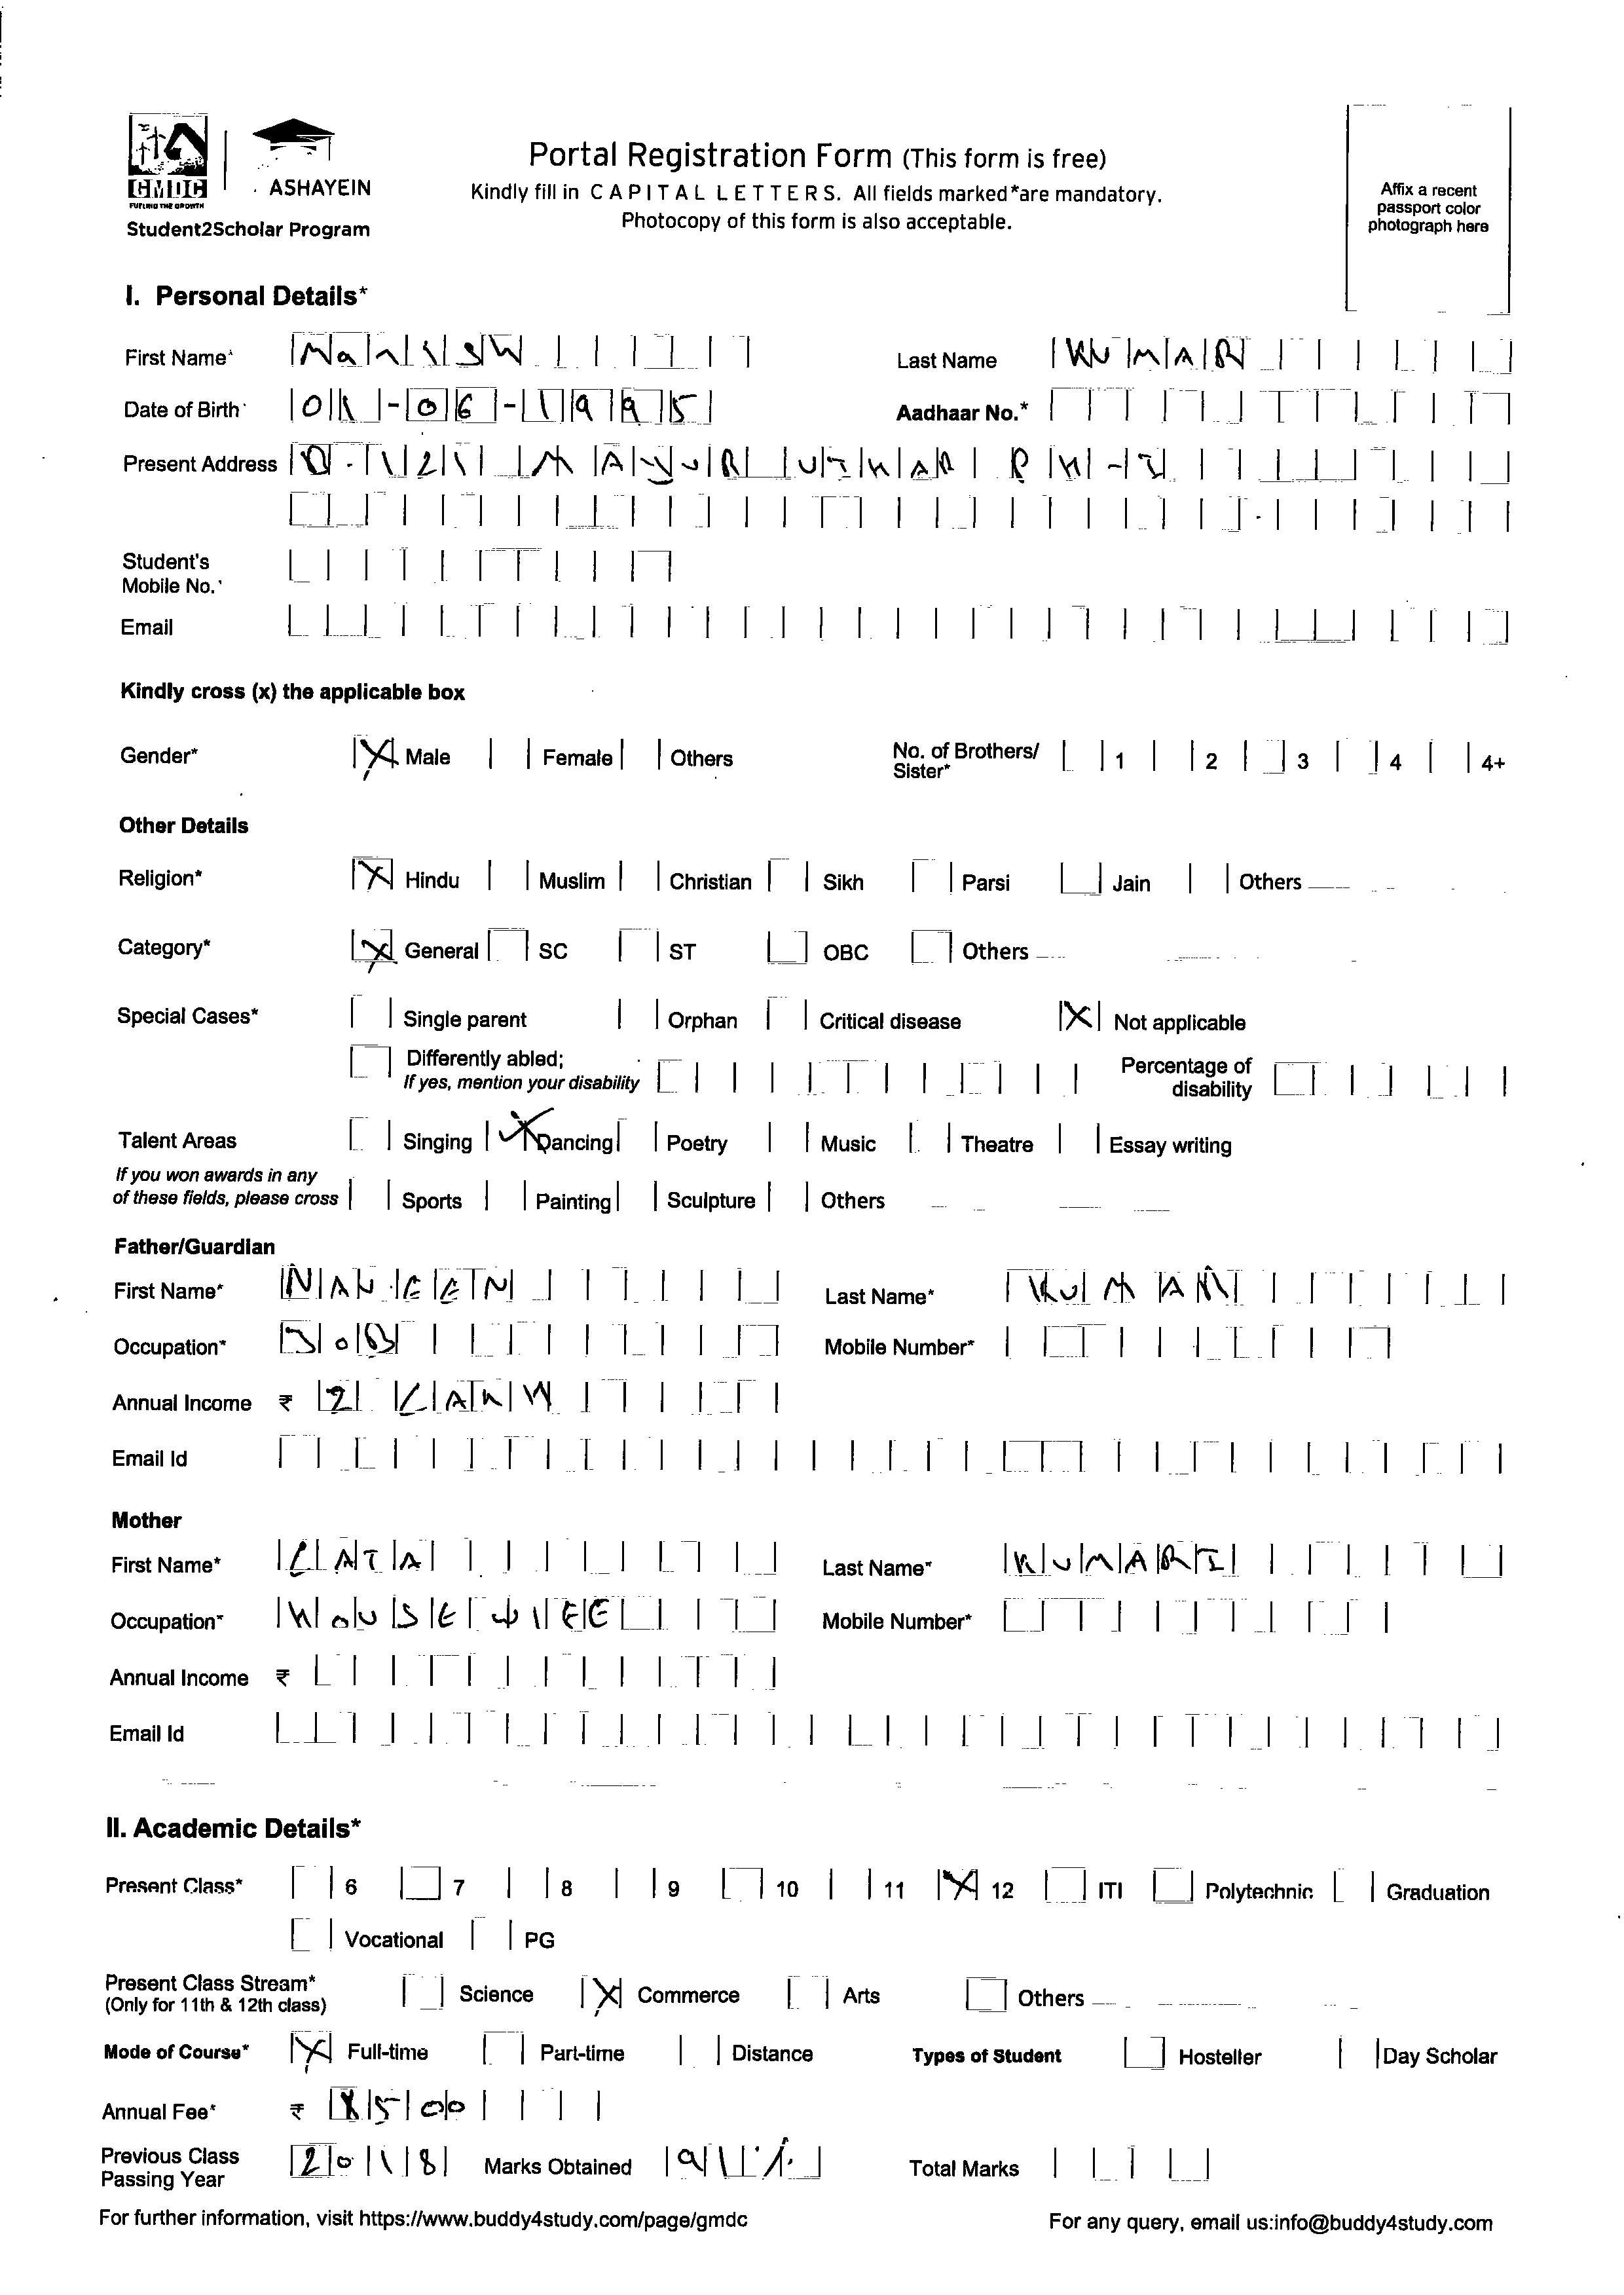 GMDC
FUELING THE GROWTH
ASHAYEIN
Student2Scholar Program
Portal Registration Form (This form is free)
Kindly fill in CAPITAL LETTERS. All fields marked*are mandatory.
Photocopy of this form is also acceptable.
Affix a recent
passport color
photograph here
I. Personal Details*
First Name* ManISH Last Name KUMAR
Date of Birth* 01-06-1995 Aadhaar No.*
Present Address 121 MAYUR VIHAR PH-I
Student's
Mobile No.*
Email
Kindly cross (x) the applicable box
Gender* X Male Female Others No. of Brothers/
Sister* 1 2 3 4 4+
Other Details
Religion* X Hindu Muslim Christian Sikh Parsi Jain Others
Category* X General SC ST OBC Others
Special Cases* Single parent Orphan Critical disease X Not applicable
Differently abled;
If yes, mention your disability Percentage of
disability
Talent Areas Singing X Dancing Poetry Music Theatre Essay writing
If you won awards in any
of these fields, please cross Sports Painting Sculpture Others
Father/Guardian
First Name* NAVEEN Last Name* KUMAR
Occupation* JOB Mobile Number*
Annual Income ₹ 2 LAKH
Email Id
Mother
First Name* LATA Last Name* KUMARI
Occupation* HOUSEWIFE Mobile Number*
Annual Income ₹
Email Id
II. Academic Details*
Present Class* 6 7 8 9 10 11 X 12 ITI Polytechnic Graduation
Vocational PG
Present Class Stream*
(Only for 11th & 12th class) Science X Commerce Arts Others
Mode of Course* X Full-time Part-time Distance Types of Student Hosteller Day Scholar
Annual Fee* ₹ 500
Previous Class
Passing Year 2018 Marks Obtained 91% Total Marks
For further information, visit https://www.buddy4study.com/page/gmdc
For any query, email us:info@buddy4study.com